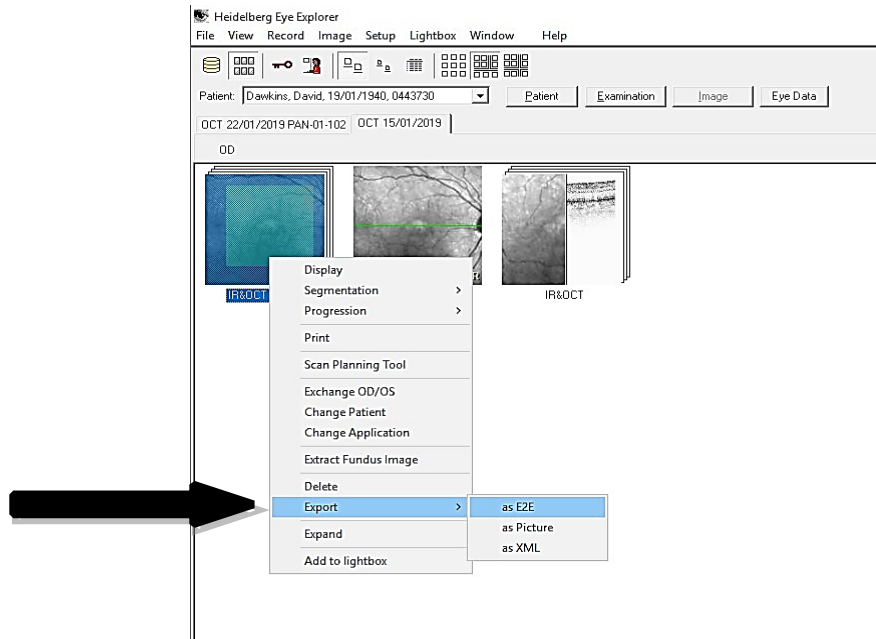 Heidelberg Eye Explorer
File View Record Image Setup Lightbox Window Help
Patient: Dawkins, David, 19/01/1940, 0443730 Patient Examination Image Eye Data
OCT 22/01/2019 PAN-01-102 OCT 15/01/2019
OD
IR&OCT
IR&OCT
Display
Segmentation
Progression
Print
Scan Planning Tool
Exchange OD/OS
Change Patient
Change Application
Extract Fundus Image
Delete
Export
Expand
Add to lightbox
as E2E
as Picture
as XML